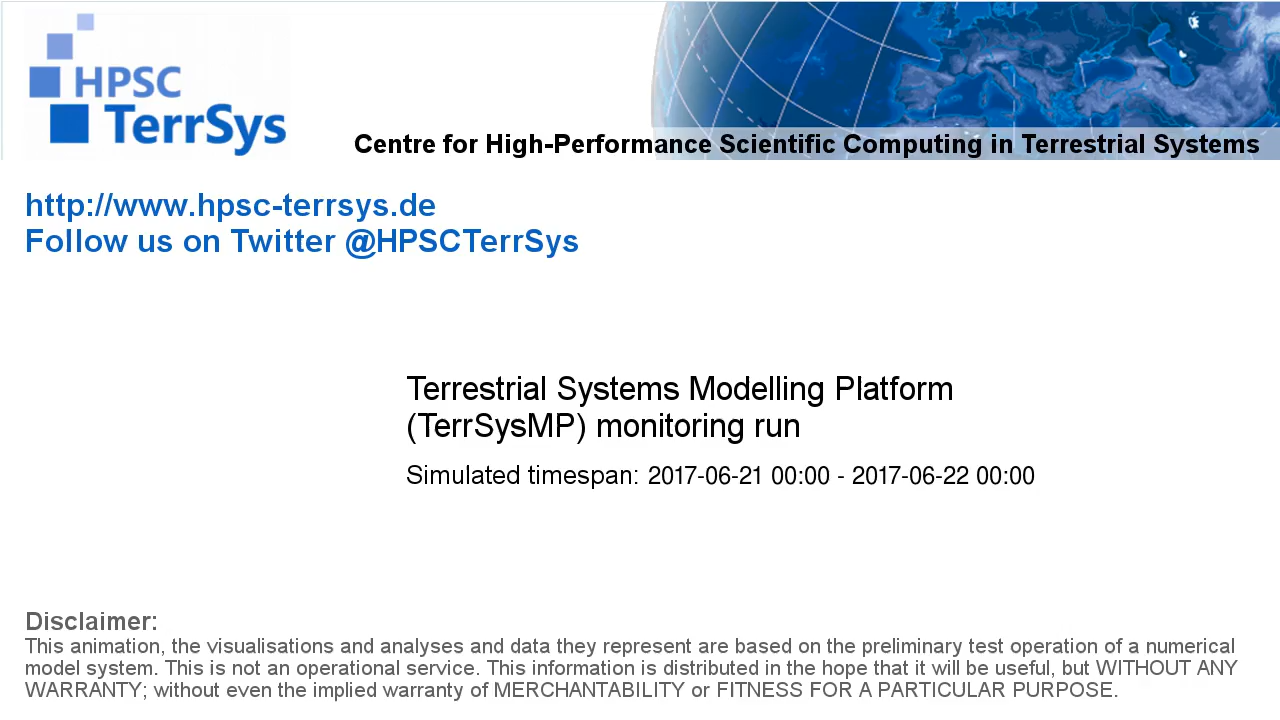 HPSC
TerrSys
Centre for High-Performance Scientific Computing in Terrestrial Systems
http://www.hpsc-terrsys.de
Follow us on Twitter @HPSCTerrSys
Terrestrial Systems Modelling Platform
(TerrSysMP) monitoring run
Simulated timespan: 2017-06-21 00:00 - 2017-06-22 00:00
Disclaimer:
This animation, the visualisations and analyses and data they represent are based on the preliminary test operation of a numerical
model system. This is not an operational service. This information is distributed in the hope that it will be useful, but WITHOUT ANY
WARRANTY; without even the implied warranty of MERCHANTABILITY or FITNESS FOR A PARTICULAR PURPOSE.